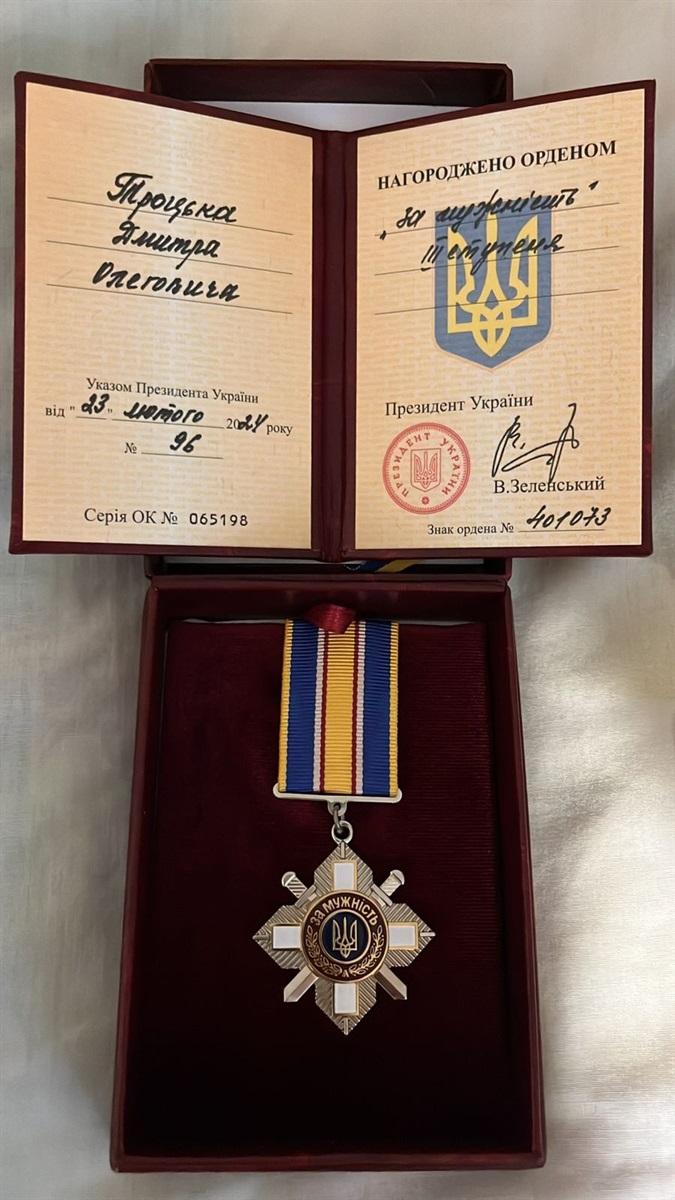 Троцька
Дмитра
Олеговича
Указом Президента України
від "23" лютого 2024 року
№ 96
Серія ОК № 065198
НАГОРОДЖЕНО ОРДЕНОМ
"За мужність"
III ступеня
Президент України
ПРЕЗИДЕНТ УКРАЇНИ
В.Зеленський
Знак ордена № 401073
ЗА МУЖНІСТЬ